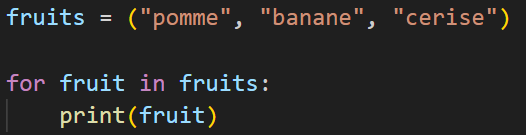 fruits = ("pomme", "banane", "cerise")
for fruit in fruits:
    print(fruit)